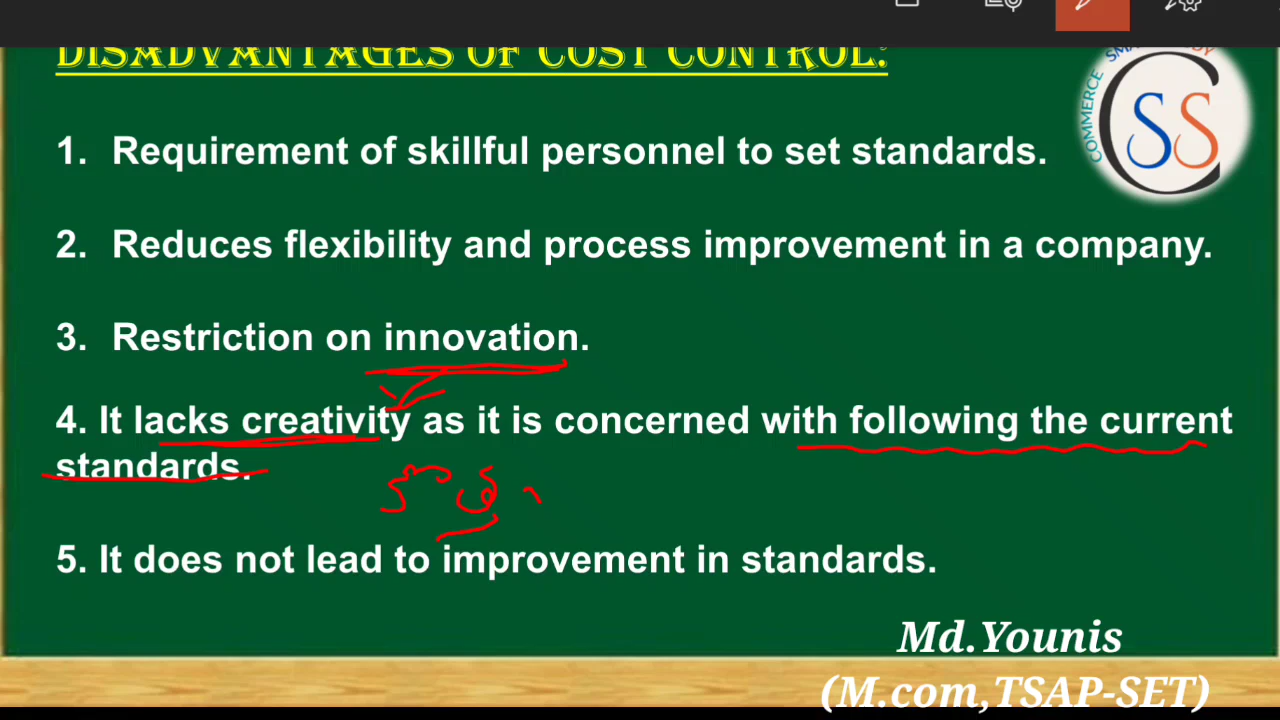 DISADVANTAGES OF COST CONTROL:
COMMERCE
SS
1. Requirement of skillful personnel to set standards.
2. Reduces flexibility and process improvement in a company.
3. Restriction on innovation.
4. It lacks creativity as it is concerned with following the current
standards.
5. It does not lead to improvement in standards.
Md.Younis
(M.com,TSAP-SET)